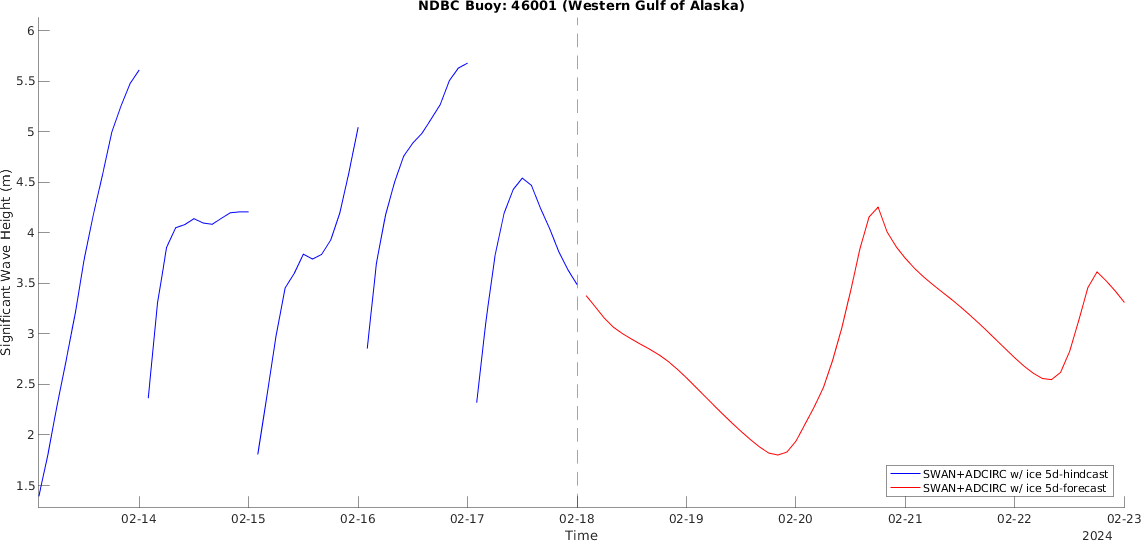 NDBC Buoy: 46001 (Western Gulf of Alaska)
6
5.5
5
4.5
4
3.5
3
2.5
2
1.5
Significant Wave Height (m)
SWAN+ADCIRC w/ ice 5d-hindcast
SWAN+ADCIRC w/ ice 5d-forecast
02-14 02-15 02-16 02-17 02-18 02-19 02-20 02-21 02-22 02-23
Time
2024